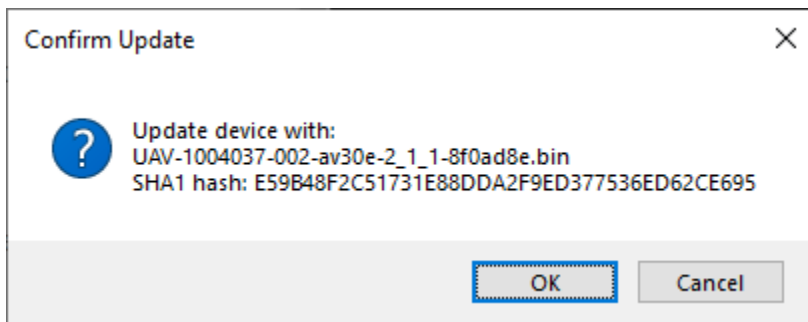 Confirm Update
Update device with:
UAV-1004037-002-av30e-2_1_1-8f0ad8e.bin
SHA1 hash: E59B48F2C51731E88DDA2F9ED377536ED62CE695
OK
Cancel